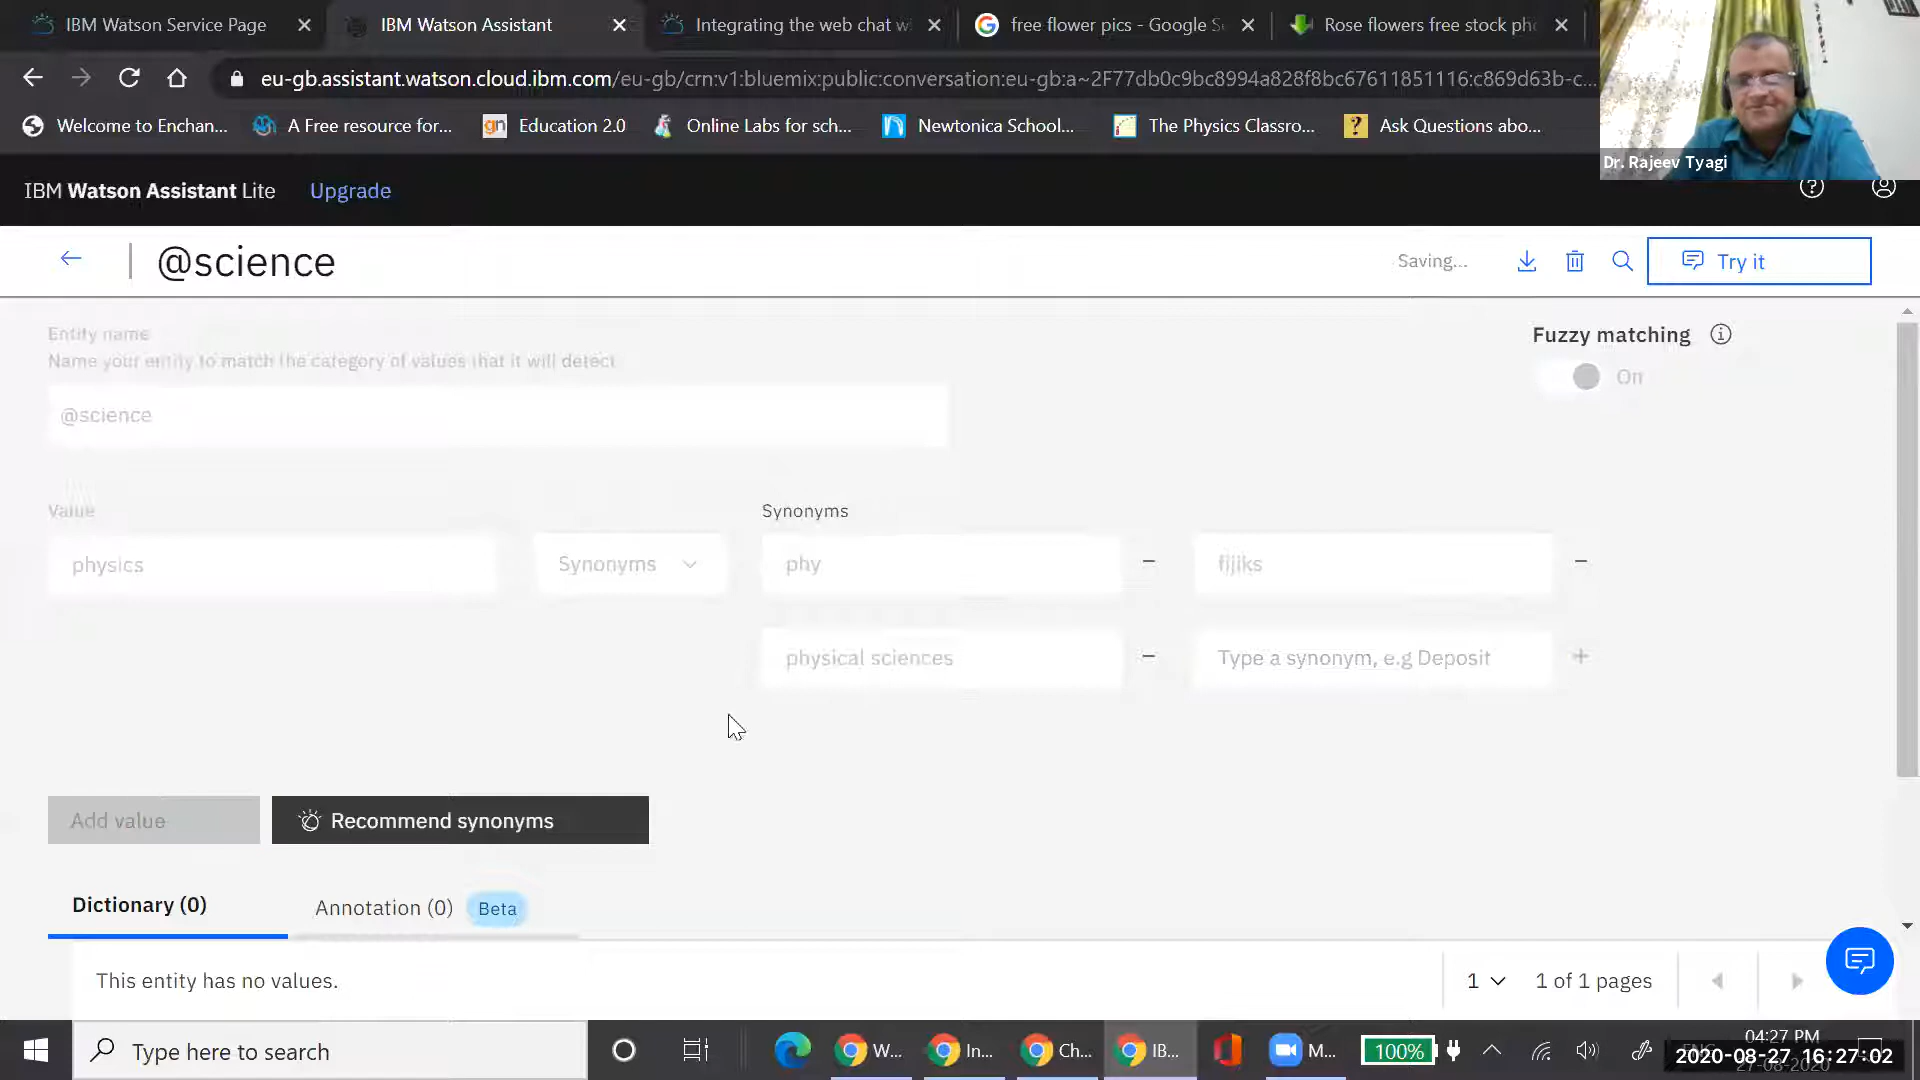 IBM Watson Service Page
IBM Watson Assistant
Integrating the web chat w
free flower pics - Google S
Rose flowers free stock pho
eu-gb.assistant.watson.cloud.ibm.com/eu-gb/crn:v1:bluemix:public:conversation:eu-gb:a~2F77db0c9bc8994a828f8bc67611851116:c869d63b-c...
Welcome to Enchan...
A Free resource for...
gn Education 2.0
Online Labs for sch...
Newtonica School...
The Physics Classro...
? Ask Questions abo...
Dr. Rajeev Tyagi
IBM Watson Assistant Lite Upgrade
@science
Saving...
Try it
Entity name
Name your entity to match the category of values that it will detect
Fuzzy matching
On
@science
Value
Synonyms
physics
Synonyms
phy
fijiks
physical sciences
Type a synonym, e.g Deposit
Add value
Recommend synonyms
Dictionary (0)
Annotation (0) Beta
This entity has no values.
1
1 of 1 pages
Type here to search
W...
In...
Ch...
IB...
M...
100%
04:27 PM
2020-08-27 16:27:02
27-08-2020